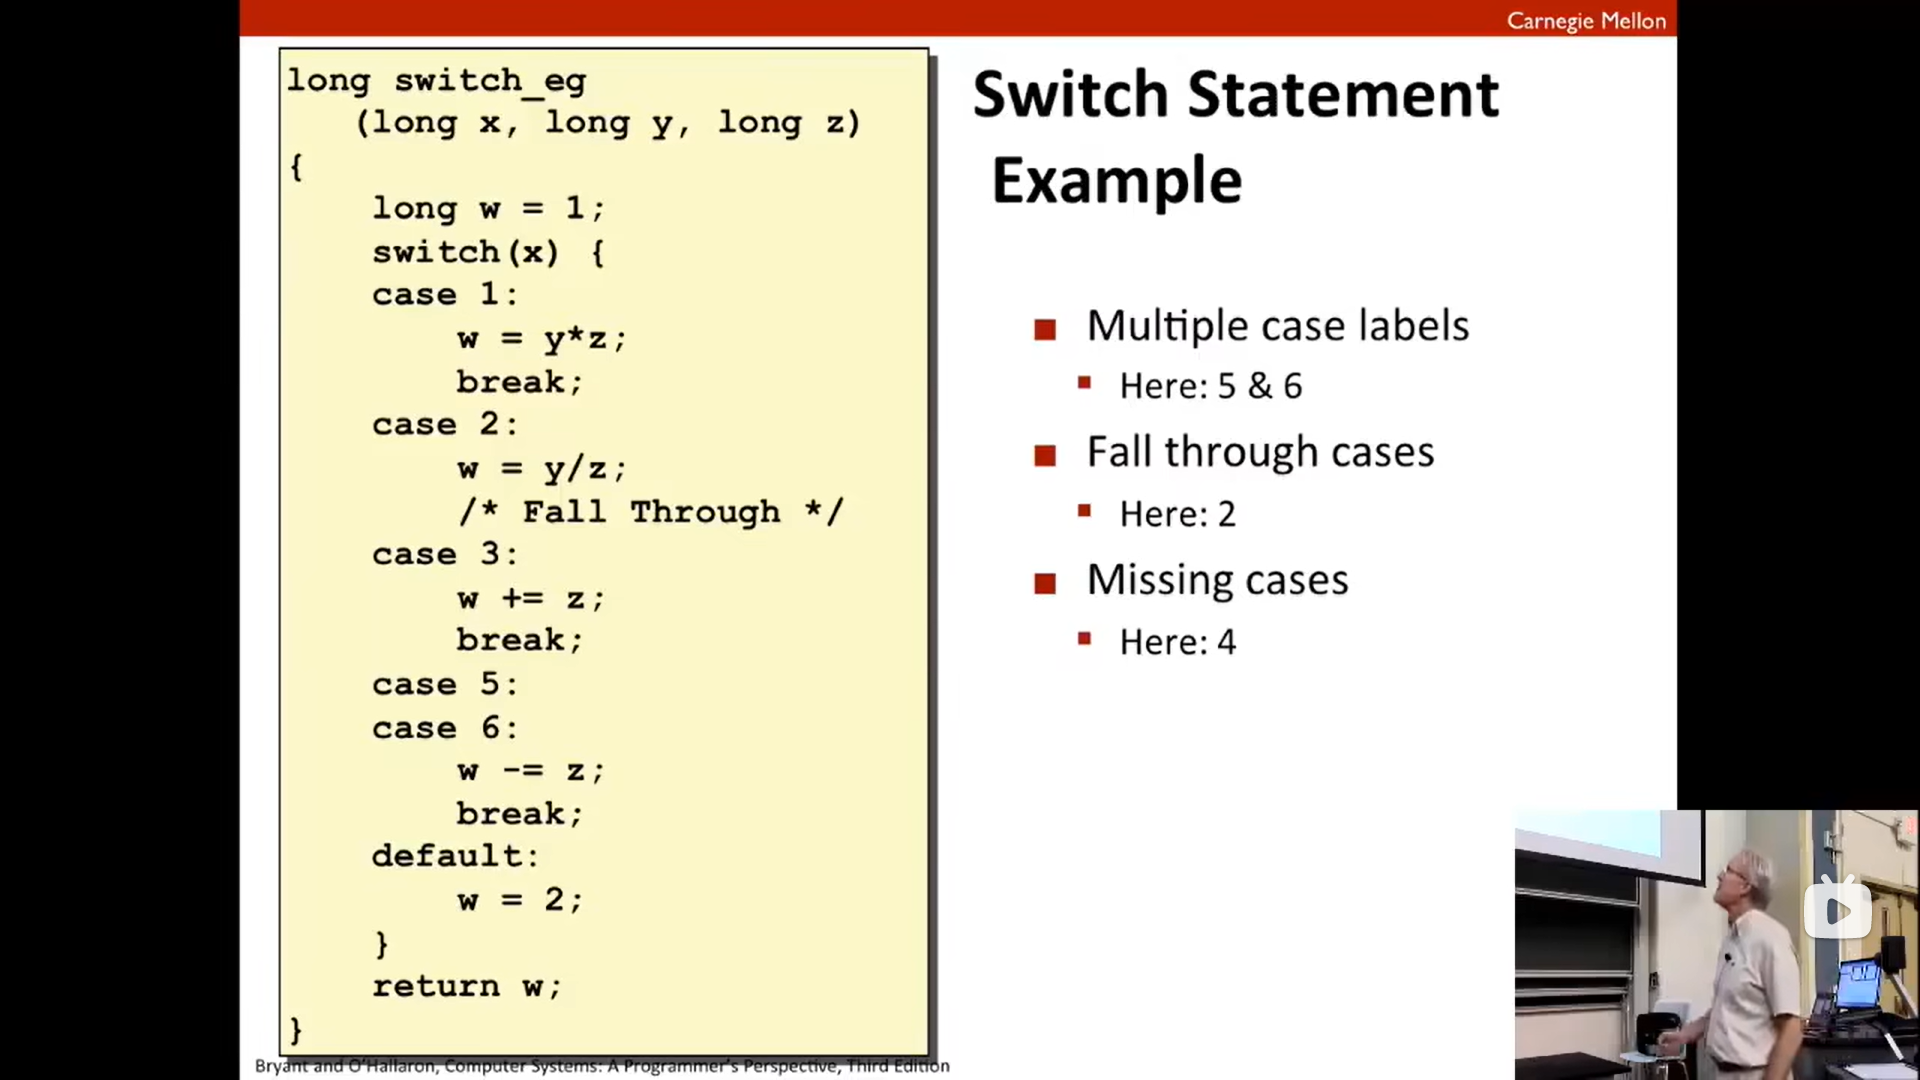 Carnegie Mellon
long switch_eg
(long x, long y, long z)
{
long w = 1;
switch(x) {
case 1:
w = y*z;
break;
case 2:
w = y/z;
/* Fall Through */
case 3:
w += z;
break;
case 5:
case 6:
w -= z;
break;
default:
w = 2;
}
return w;
}
Switch Statement
Example
Multiple case labels
Here: 5 & 6
Fall through cases
Here: 2
Missing cases
Here: 4
Bryant and O'Hallaron, Computer Systems: A Programmer's Perspective, Third Edition